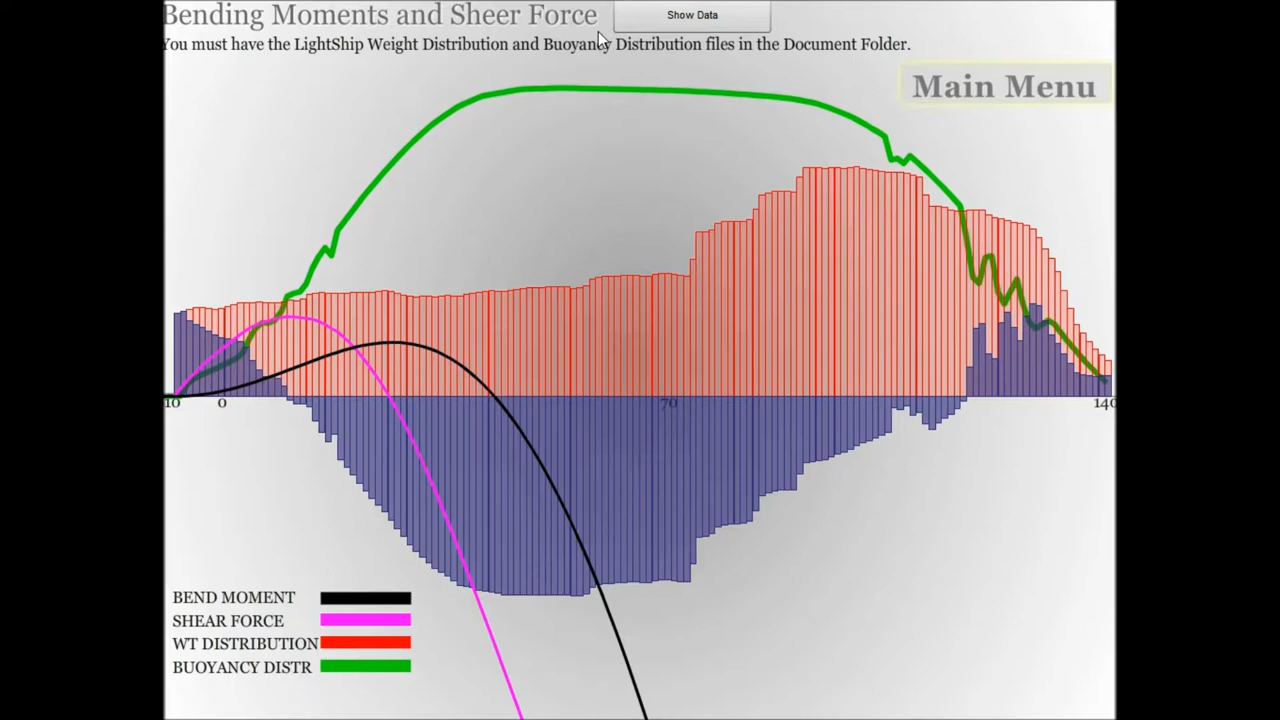 Bending Moments and Sheer Force
Show Data
You must have the LightShip Weight Distribution and Buoyancy Distribution files in the Document Folder.
Main Menu
10 0 70 140
BEND MOMENT
SHEAR FORCE
WT DISTRIBUTION
BUOYANCY DISTR